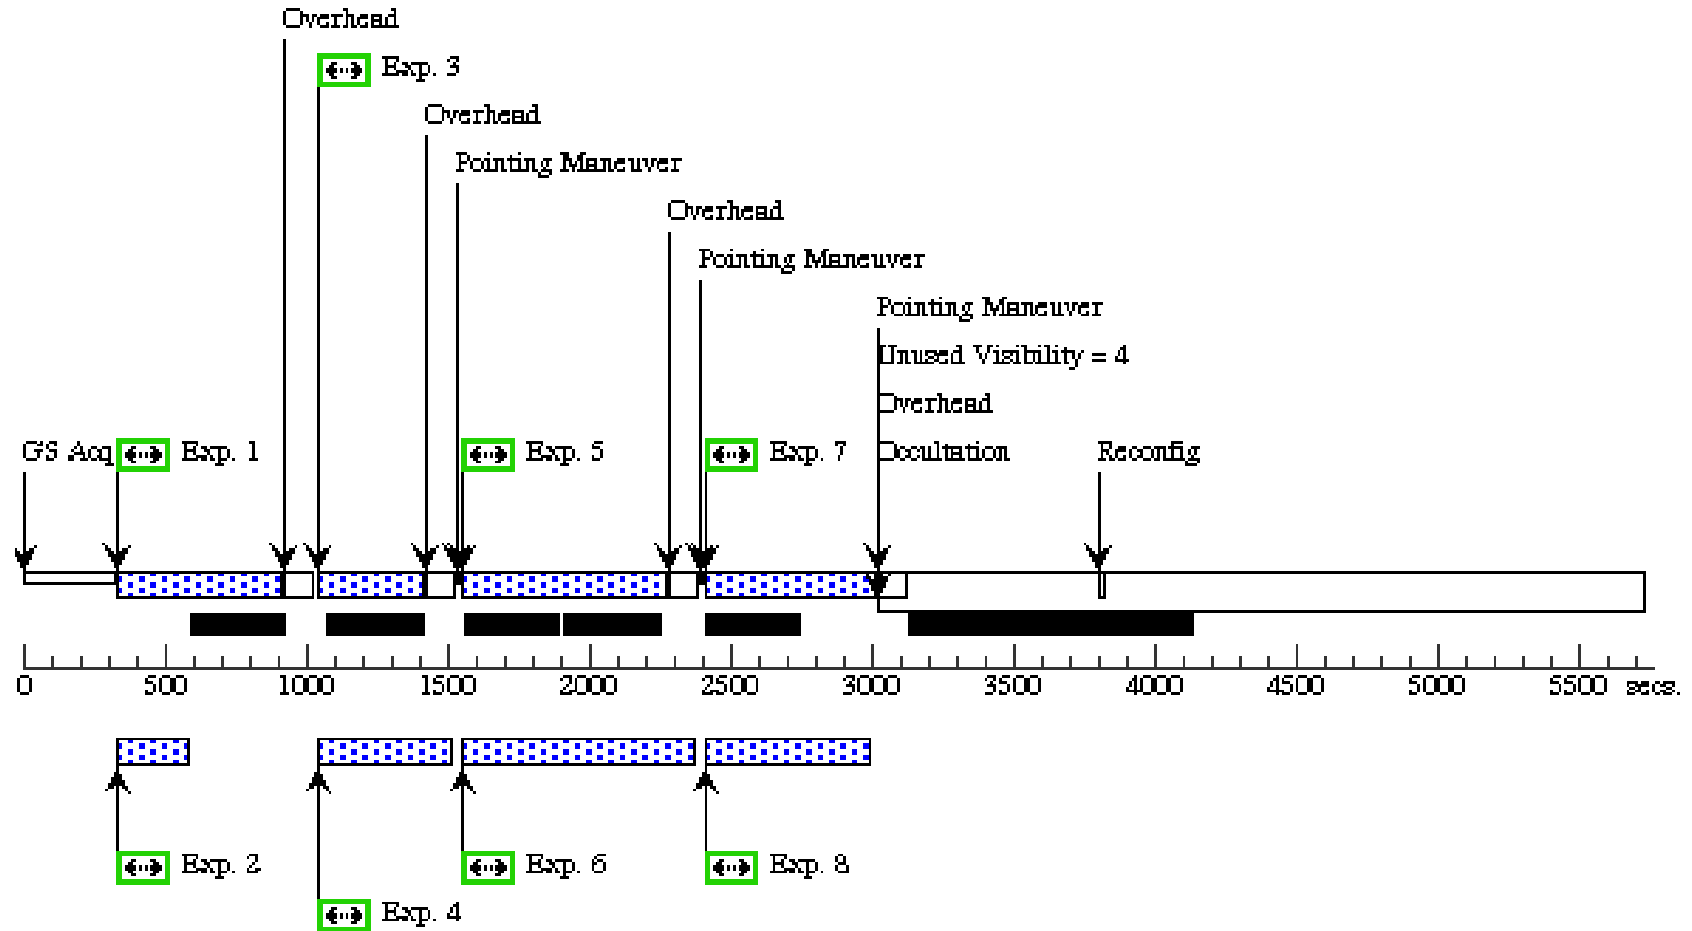 Overhead
Exp. 3
Overhead
Pointing Maneuver
Overhead
Pointing Maneuver
Pointing Maneuver
Unused Visibility = 4
Overhead
GS Acq Exp. 1 Exp. 5 Exp. 7 Occultation Reconfig
0 500 1000 1500 2000 2500 3000 3500 4000 4500 5000 5500 secs.
Exp. 2 Exp. 6 Exp. 8
Exp. 4